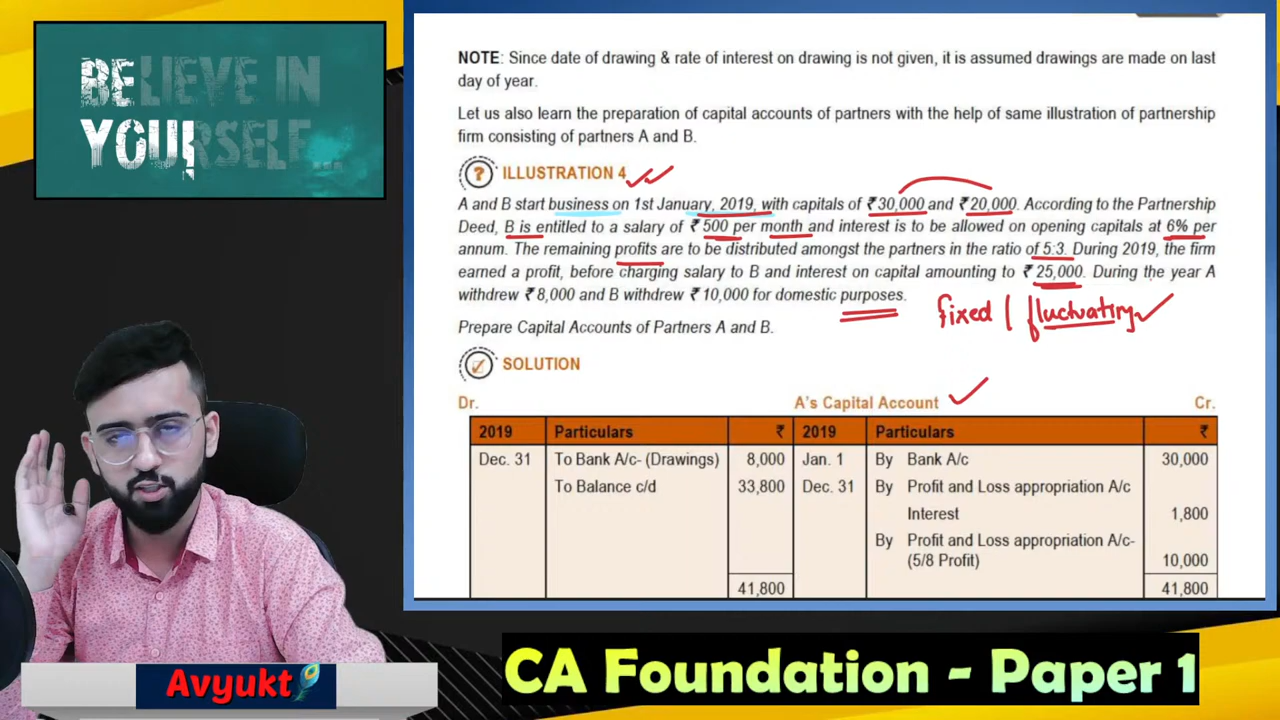 BELIEVE IN
YOURSELF...
NOTE: Since date of drawing & rate of interest on drawing is not given, it is assumed drawings are made on last
day of year.
Let us also learn the preparation of capital accounts of partners with the help of same illustration of partnership
firm consisting of partners A and B.
? ILLUSTRATION 4
A and B start business on 1st January, 2019, with capitals of ₹ 30,000 and ₹ 20,000. According to the Partnership
Deed, B is entitled to a salary of ₹ 500 per month and interest is to be allowed on opening capitals at 6% per
annum. The remaining profits are to be distributed amongst the partners in the ratio of 5:3. During 2019, the firm
earned a profit, before charging salary to B and interest on capital amounting to ₹ 25,000. During the year A
withdrew ₹ 8,000 and B withdrew ₹ 10,000 for domestic purposes.
fixed | fluctuating
Prepare Capital Accounts of Partners A and B.
SOLUTION
Dr. A's Capital Account Cr.
2019 Particulars ₹ 2019 Particulars ₹
Dec. 31 To Bank A/c- (Drawings) 8,000 Jan. 1 By Bank A/c 30,000
To Balance c/d 33,800 Dec. 31 By Profit and Loss appropriation A/c
Interest 1,800
By Profit and Loss appropriation A/c-
(5/8 Profit) 10,000
41,800 41,800
Avyukt
CA Foundation - Paper 1